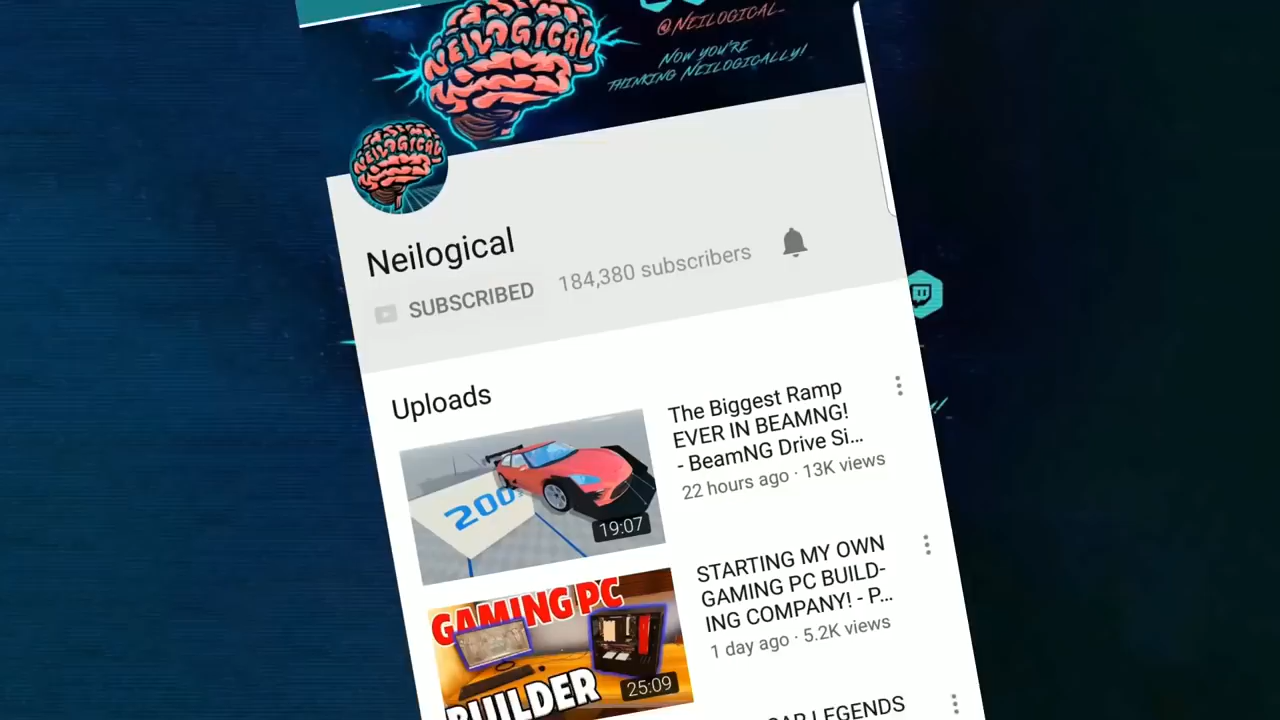 @NEILOGICAL_
NOW YOU'RE
THINKING NEILOGICALLY!
NEILOGICAL
NEILOGICAL
Neilogical
SUBSCRIBED 184,380 subscribers
Uploads
The Biggest Ramp
EVER IN BEAMNG!
- BeamNG Drive Si...
22 hours ago · 13K views
200
19:07
STARTING MY OWN
GAMING PC BUILD-
ING COMPANY! - P...
1 day ago · 5.2K views
GAMING PC
BUILDER
25:09
CAR LEGENDS